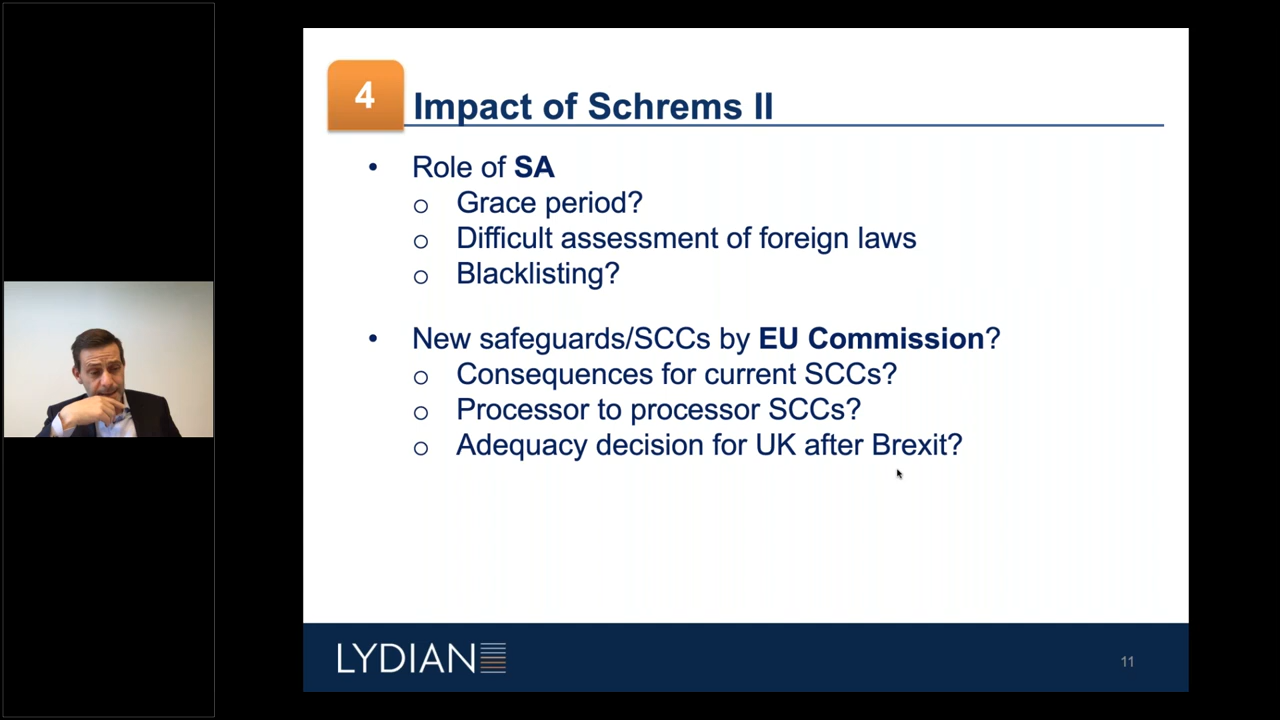 4
Impact of Schrems II
• Role of SA
o Grace period?
o Difficult assessment of foreign laws
o Blacklisting?
• New safeguards/SCCs by EU Commission?
o Consequences for current SCCs?
o Processor to processor SCCs?
o Adequacy decision for UK after Brexit?
LYDIAN
11